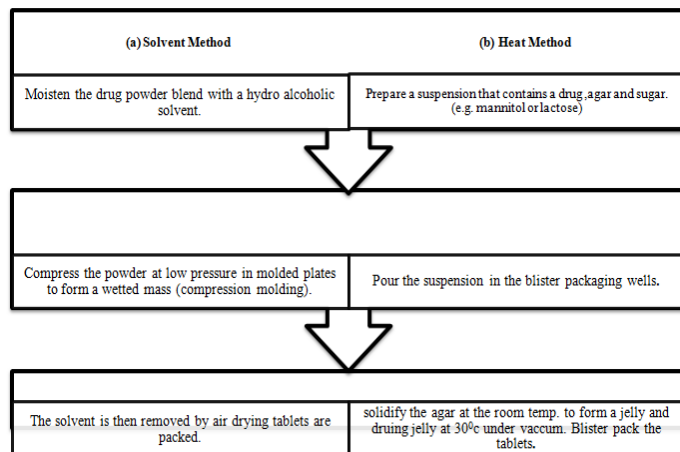 (a) Solvent Method
(b) Heat Method
Moisten the drug powder blend with a hydro alcoholic
solvent.
Prepare a suspension that contains a drug ,agar and sugar.
(e.g. mannitol or lactose)
Compress the powder at low pressure in molded plates
to form a wetted mass (compression molding).
Pour the suspension in the blister packaging wells.
The solvent is then removed by air drying tablets are
packed.
solidify the agar at the room temp. to form a jelly and
druing jelly at 30⁰c under vaccum. Blister pack the
tablets.